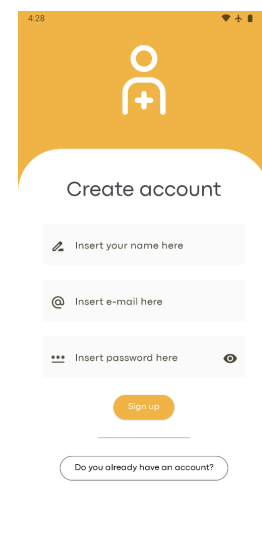 4:28
Create account
Insert your name here
Insert e-mail here
Insert password here
Sign up
Do you already have an account?